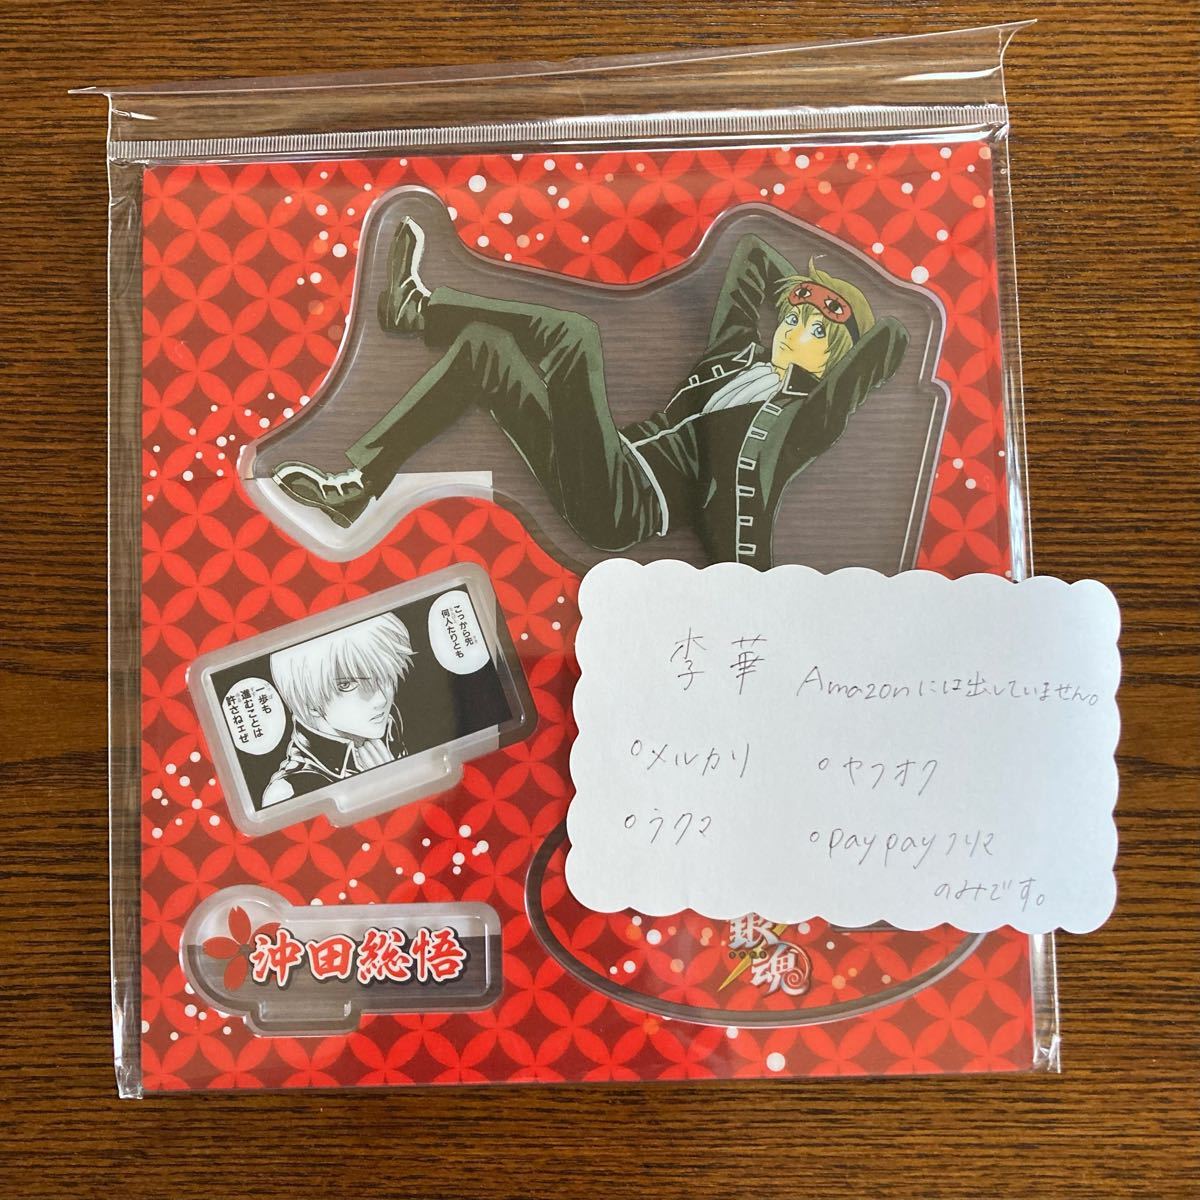 こっから先
何人たりとも
一歩も
進むことは
許さねェぜ
沖田総悟
銀魂
李華
Amazonには出していません。
○メルカリ
○ヤフオク
○ラクマ
○paypayフリマ
のみです。